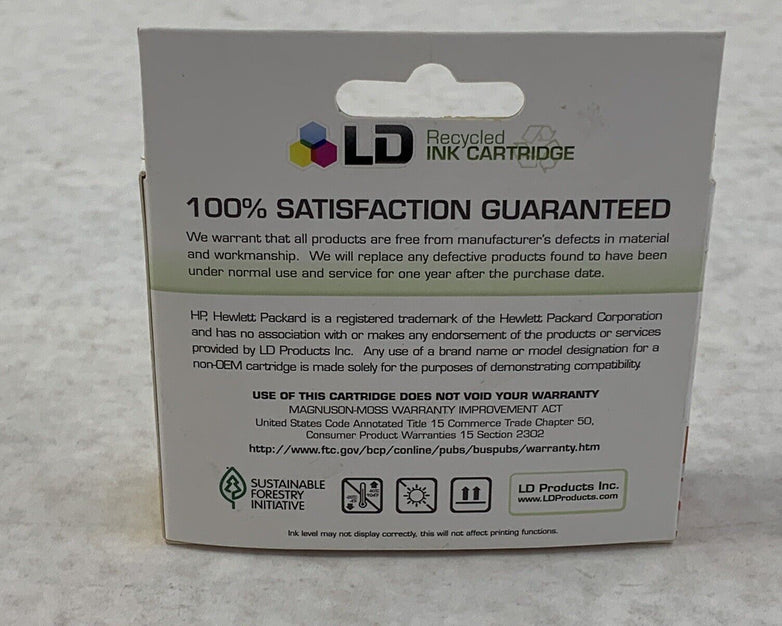 LD Recycled
INK CARTRIDGE
100% SATISFACTION GUARANTEED
We warrant that all products are free from manufacturer's defects in material
and workmanship. We will replace any defective products found to have been
under normal use and service for one year after the purchase date.
HP, Hewlett Packard is a registered trademark of the Hewlett Packard Corporation
and has no association with or makes any endorsement of the products or services
provided by LD Products Inc. Any use of a brand name or model designation for a
non-OEM cartridge is made solely for the purposes of demonstrating compatibility.
USE OF THIS CARTRIDGE DOES NOT VOID YOUR WARRANTY
MAGNUSON-MOSS WARRANTY IMPROVEMENT ACT
United States Code Annotated Title 15 Commerce Trade Chapter 50,
Consumer Product Warranties 15 Section 2302
http://www.ftc.gov/bcp/conline/pubs/buspubs/warranty.htm
SUSTAINABLE
FORESTRY
INITIATIVE
LD Products Inc.
www.LDProducts.com
Ink level may not display correctly, this will not affect printing functions.